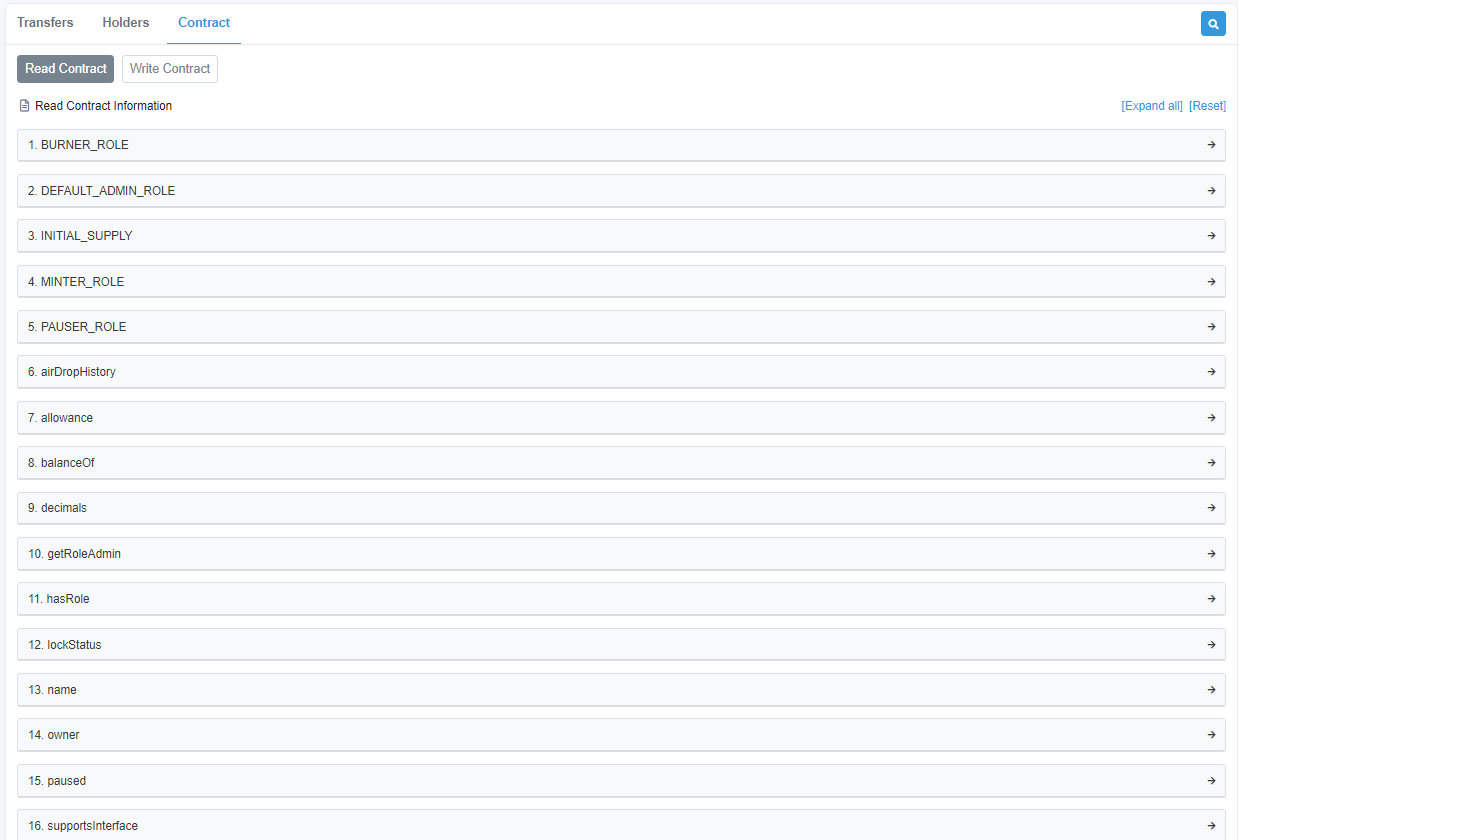 Transfers Holders Contract
Read Contract Write Contract
Read Contract Information [Expand all] [Reset]
1. BURNER_ROLE
2. DEFAULT_ADMIN_ROLE
3. INITIAL_SUPPLY
4. MINTER_ROLE
5. PAUSER_ROLE
6. airDropHistory
7. allowance
8. balanceOf
9. decimals
10. getRoleAdmin
11. hasRole
12. lockStatus
13. name
14. owner
15. paused
16. supportsInterface